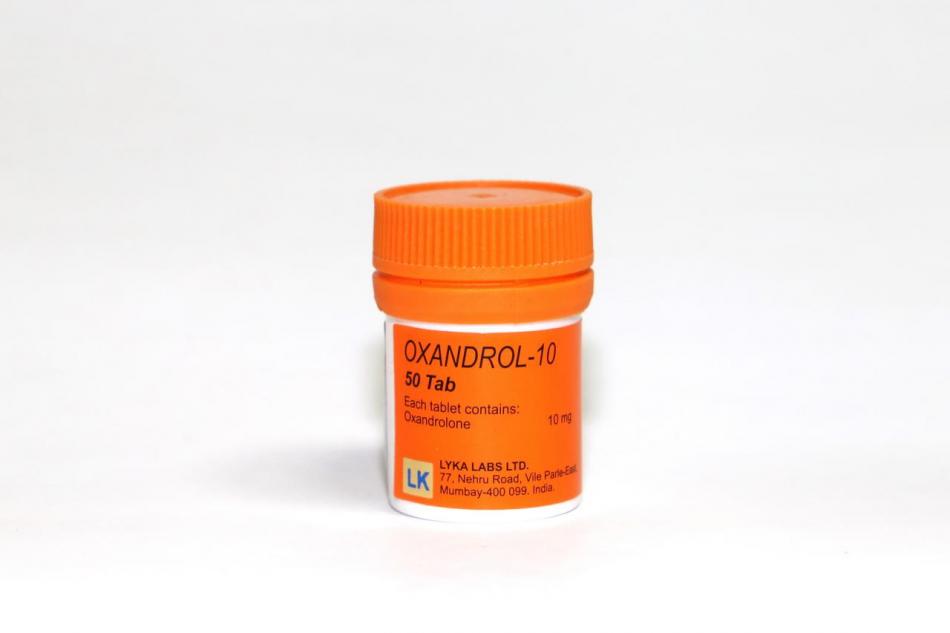 OXANDROL-10
50 Tab
Each tablet contains:
Oxandrolone 10 mg
LK
LYKA LABS LTD.
77, Nehru Road, Vile Parle-East,
Mumbay-400 099. India.